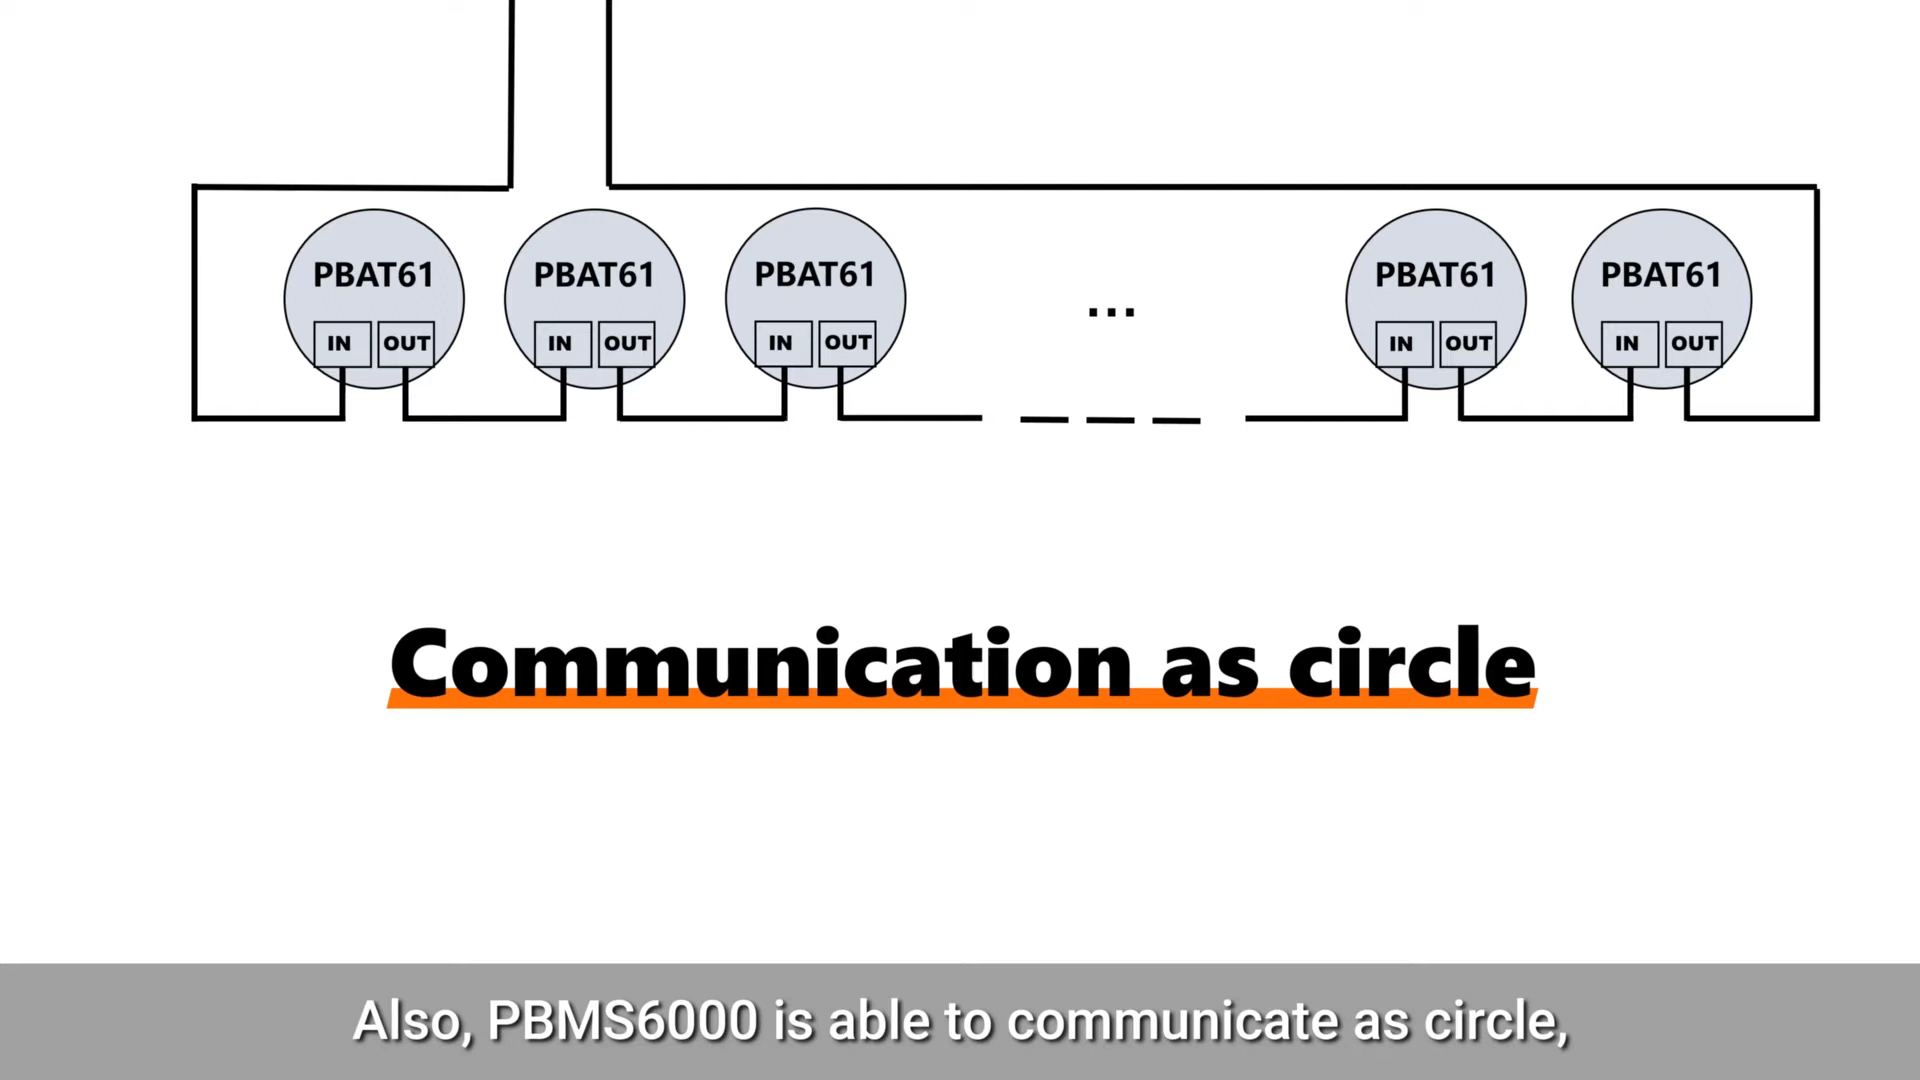 PBAT61 PBAT61 PBAT61 ... PBAT61 PBAT61
IN OUT IN OUT IN OUT IN OUT IN OUT
Communication as circle
Also, PBMS6000 is able to communicate as circle,